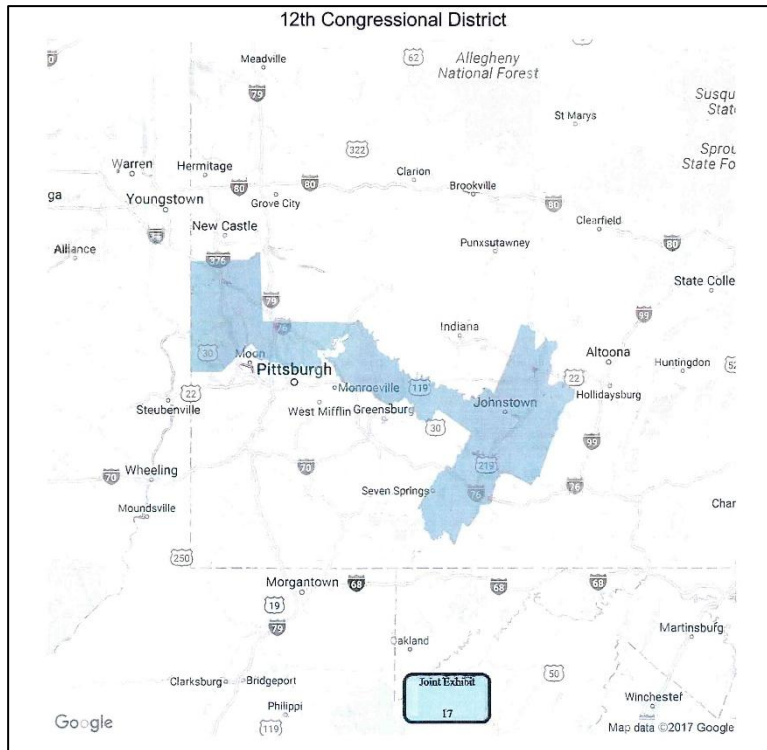 12th Congressional District
Meadville
62
Allegheny
National Forest
79
Susqu
State
St Marys
Sprou
State Fo
322
Warren
Hermitage
Clarion
Brookville
80
80
ga
Youngstown
Grove City
80
New Castle
Clearfield
Punxsutawney
80
Alliance
376
State Colle
79
99
Indiana
76
30
Moon
Altoona
Huntingdon
22
Pittsburgh
Monroeville
119
22
Hollidaysburg
Steubenville
West Mifflin
Greensburg
Johnstown
30
99
Wheeling
70
219
70
Seven Springs
76
76
Moundsville
Char
250
Morgantown
68
68
68
19
79
Martinsburg
Oakland
Clarksburg
Bridgeport
Joint Exhibit
17
50
Winchester
Philippi
119
Google
Map data ©2017 Google